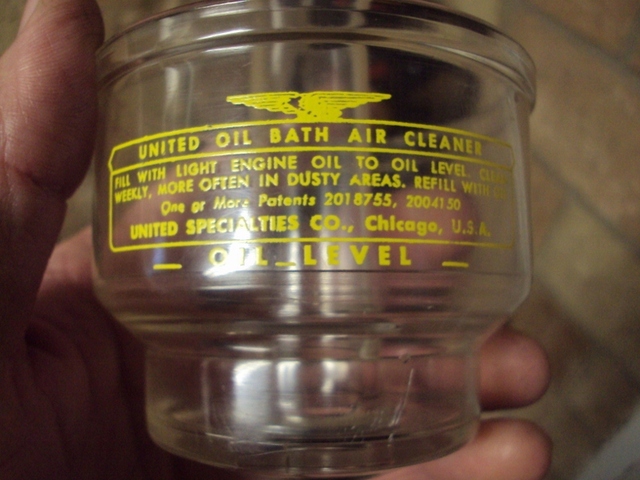 UNITED OIL BATH AIR CLEANER
FILL WITH LIGHT ENGINE OIL TO OIL LEVEL.
WEEKLY, MORE OFTEN IN DUSTY AREAS. REFILL WITH
One or More Patents 2018755, 2004130
UNITED SPECIALTIES CO., Chicago, U.S.A.
OIL LEVEL